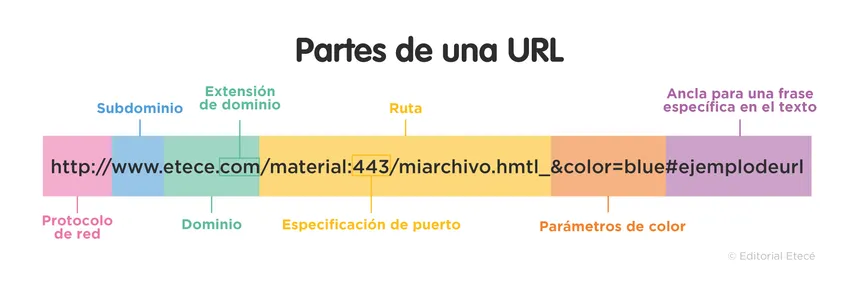 Partes de una URL
Subdominio
Extensión
de dominio
Ruta
Ancla para una frase
específica en el texto
http://www.etece.com/material:443/miarchivo.hmtl_&color=blue#ejemplodeurl
Protocolo
de red
Dominio
Especificación de puerto
Parámetros de color
© Editorial Etecé